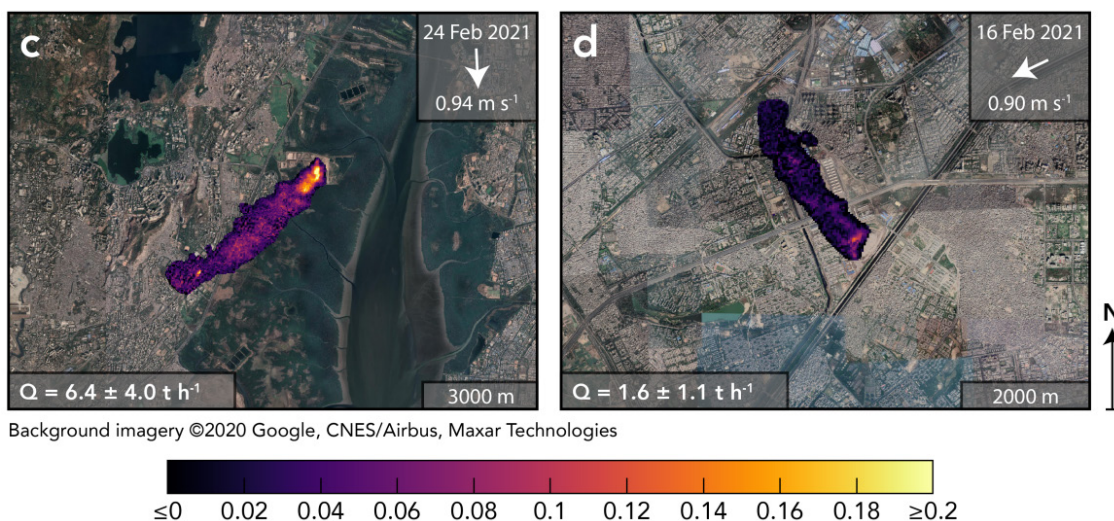 c
24 Feb 2021
0.94 m s⁻¹
Q = 6.4 ± 4.0 t h⁻¹
3000 m
d
16 Feb 2021
0.90 m s⁻¹
Q = 1.6 ± 1.1 t h⁻¹
2000 m
N
Background imagery ©2020 Google, CNES/Airbus, Maxar Technologies
≤0 0.02 0.04 0.06 0.08 0.1 0.12 0.14 0.16 0.18 ≥0.2